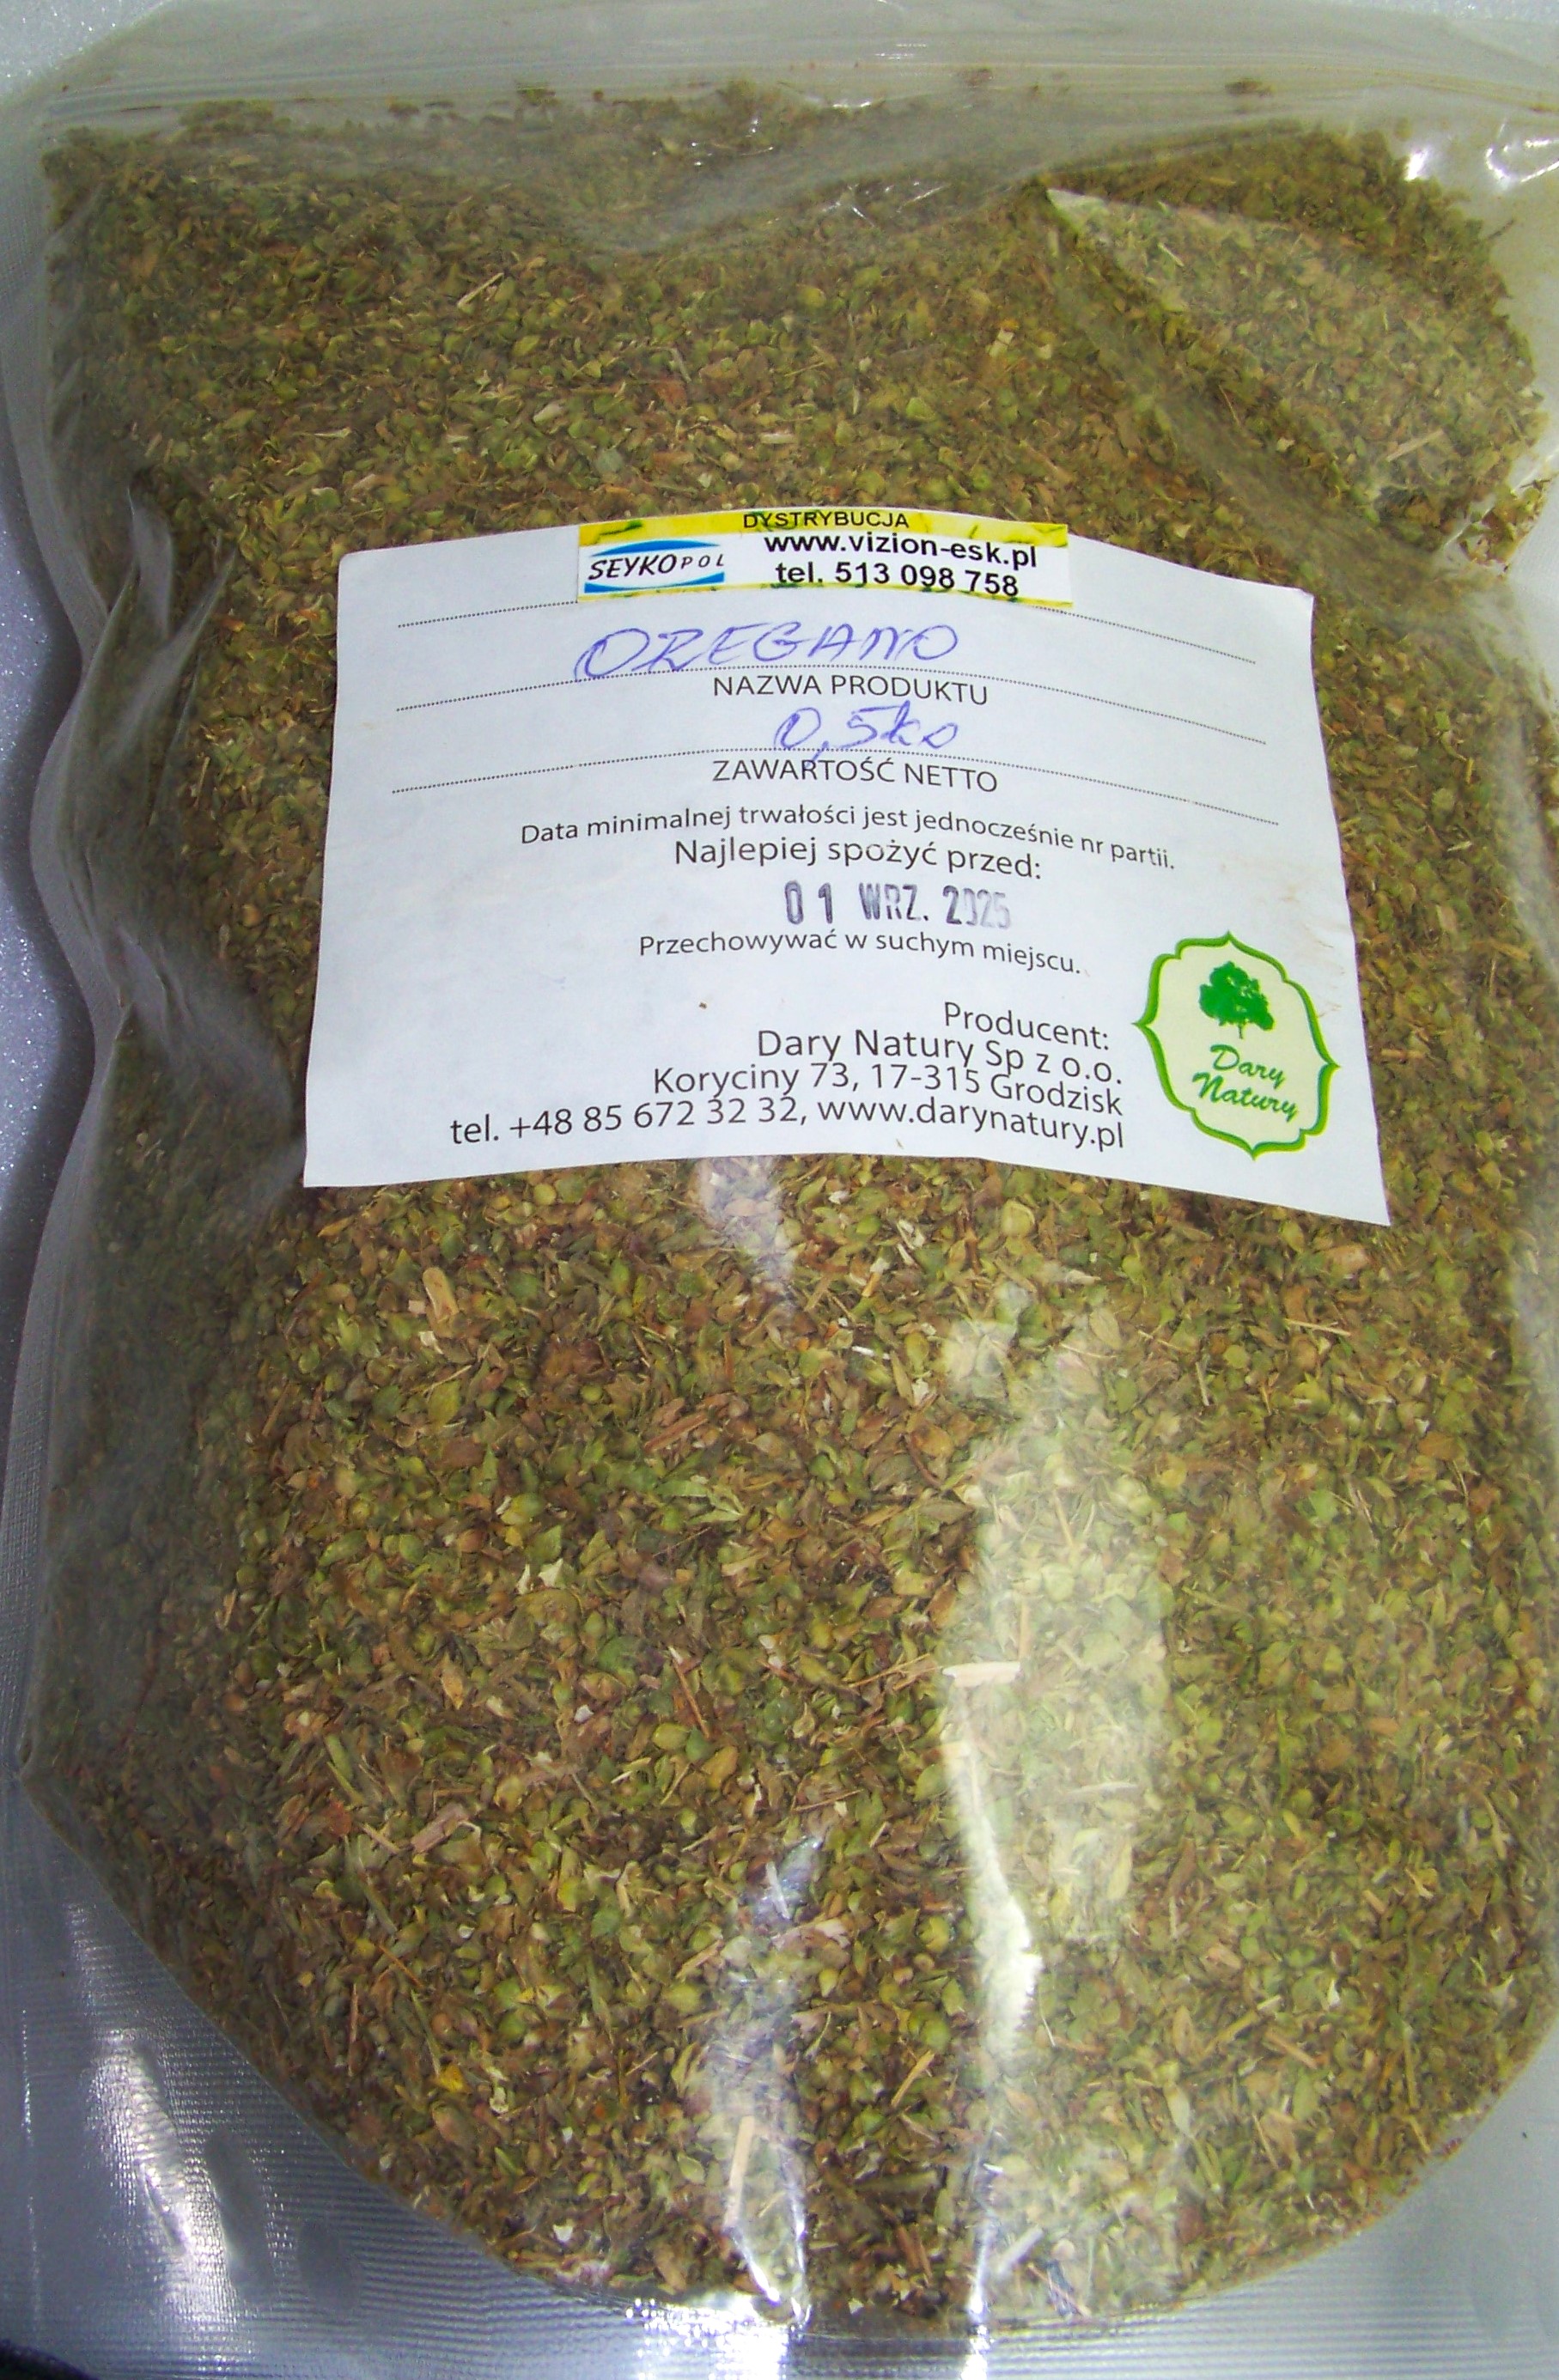 DYSTRYBUCJA
SEYKOPOL
www.vizion-esk.pl
tel. 513 098 758
OREGANO
NAZWA PRODUKTU
0,5kg
ZAWARTOŚĆ NETTO
Data minimalnej trwałości jest jednocześnie nr partii.
Najlepiej spożyć przed:
01 WRZ. 2025
Przechowywać w suchym miejscu.
Producent:
Dary Natury Sp z o.o.
Koryciny 73, 17-315 Grodzisk
tel. +48 85 672 32 32, www.darynatury.pl
Dary
Natury